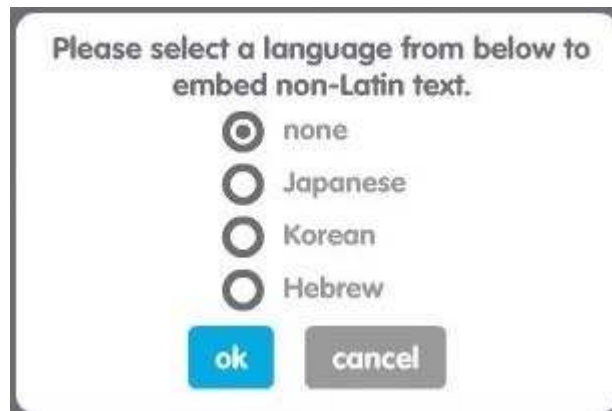 Please select a language from below to
embed non-Latin text.
none
Japanese
Korean
Hebrew
ok cancel